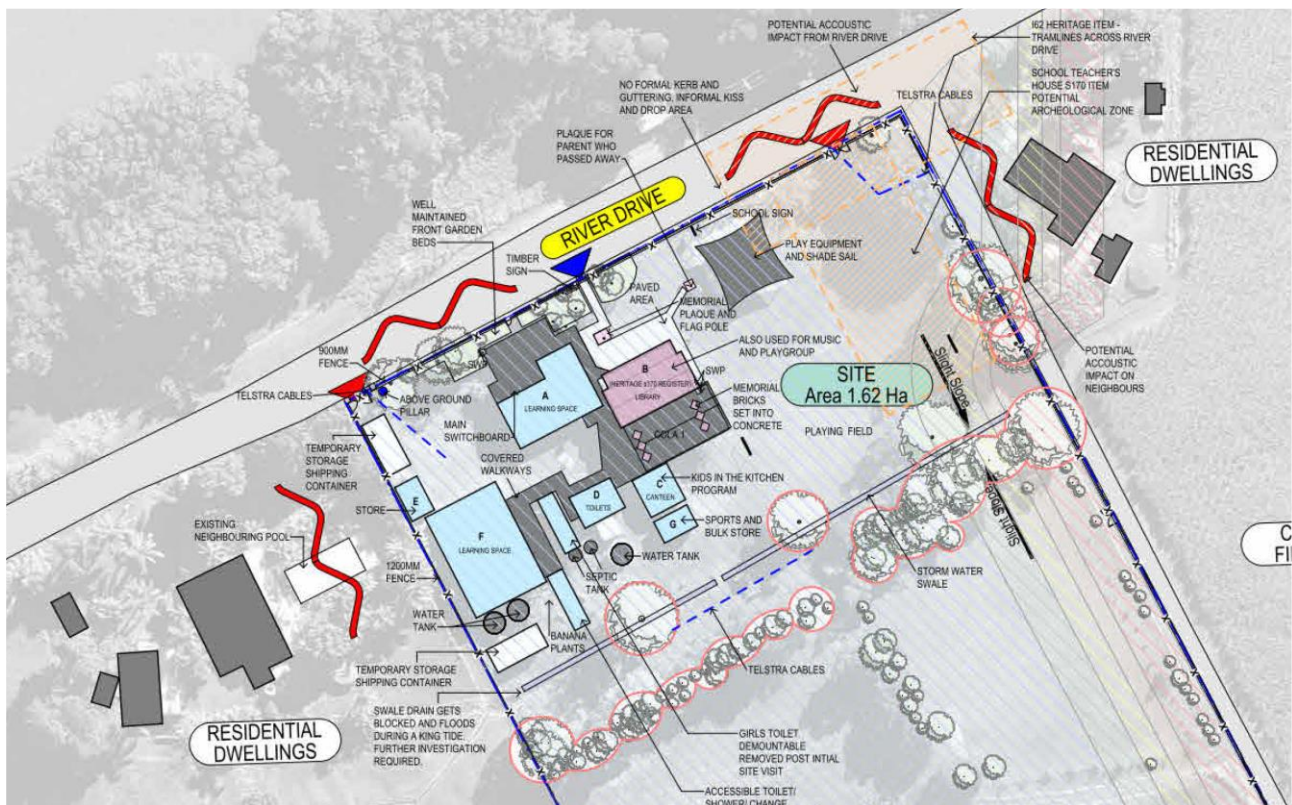 POTENTIAL ACCOUSTIC
IMPACT FROM RIVER DRIVE
I62 HERITAGE ITEM -
TRAMLINES ACROSS RIVER
DRIVE
SCHOOL TEACHER'S
HOUSE S170 ITEM
POTENTIAL
ARCHEOLOGICAL ZONE
NO FORMAL KERB AND
GUTTERING, INFORMAL KISS
AND DROP AREA
TELSTRA CABLES
PLAQUE FOR
PARENT WHO
PASSED AWAY
RESIDENTIAL
DWELLINGS
WELL
MAINTAINED
FRONT GARDEN
BEDS
RIVER DRIVE
SCHOOL SIGN
TIMBER
SIGN
PLAY EQUIPMENT
AND SHADE SAIL
PAVED
AREA
MEMORIAL
PLAQUE AND
FLAG POLE
ALSO USED FOR MUSIC
AND PLAYGROUP
900MM
FENCE
SWP
TELSTRA CABLES
ABOVE GROUND
PILLAR
A
LEARNING SPACE
B
(HERITAGE s170 REGISTER)
LIBRARY
SWP
MEMORIAL
BRICKS
SET INTO
CONCRETE
SITE
Area 1.62 Ha
Slight Slope
POTENTIAL
ACCOUSTIC
IMPACT ON
NEIGHBOURS
MAIN
SWITCHBOARD
COLA 1
PLAYING FIELD
TEMPORARY
STORAGE
SHIPPING
CONTAINER
COVERED
WALKWAYS
KIDS IN THE KITCHEN
PROGRAM
C
CANTEEN
D
TOILETS
E
STORE
G
SPORTS AND
BULK STORE
Slight Slope
EXISTING
NEIGHBOURING POOL
F
LEARNING SPACE
WATER TANK
1200MM
FENCE
SEPTIC
TANK
STORM WATER
SWALE
C
FI
WATER
TANK
BANANA
PLANTS
TEMPORARY STORAGE
SHIPPING CONTAINER
TELSTRA CABLES
SWALE DRAIN GETS
BLOCKED AND FLOODS
DURING A KING TIDE.
FURTHER INVESTIGATION
REQUIRED.
RESIDENTIAL
DWELLINGS
GIRLS TOILET
DEMOUNTABLE
REMOVED POST INTIAL
SITE VISIT
ACCESSIBLE TOILET/
SHOWER/ CHANGE